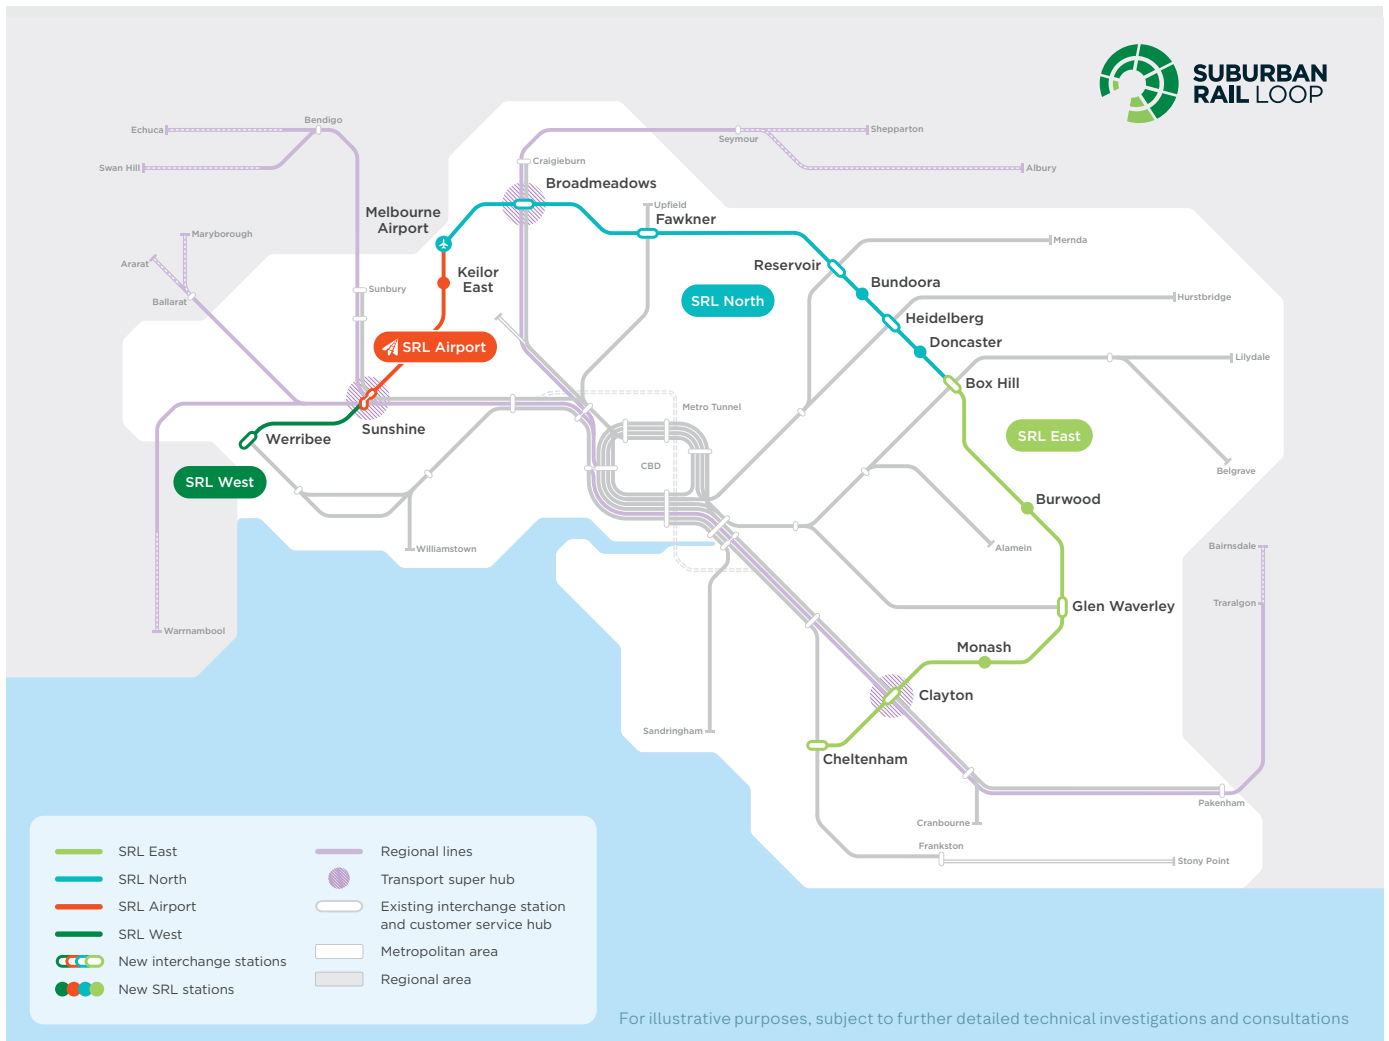 SUBURBAN
RAIL LOOP
Echuca
Bendigo
Swan Hill
Seymour
Shepparton
Albury
Craigieburn
Broadmeadows
Melbourne
Airport
Upfield
Fawkner
Maryborough
Ararat
Ballarat
Sunbury
Keilor
East
SRL North
SRL Airport
Reservoir
Mernda
Bundoora
Hurstbridge
Heidelberg
Doncaster
Lilydale
Box Hill
Metro Tunnel
Sunshine
Werribee
SRL West
CBD
SRL East
Belgrave
Burwood
Williamstown
Alamein
Bairnsdale
Traralgon
Glen Waverley
Warrnambool
Monash
Clayton
Sandringham
Cheltenham
Pakenham
Cranbourne
Frankston
Stony Point
SRL East
SRL North
SRL Airport
SRL West
New interchange stations
New SRL stations
Regional lines
Transport super hub
Existing interchange station
and customer service hub
Metropolitan area
Regional area
For illustrative purposes, subject to further detailed technical investigations and consultations